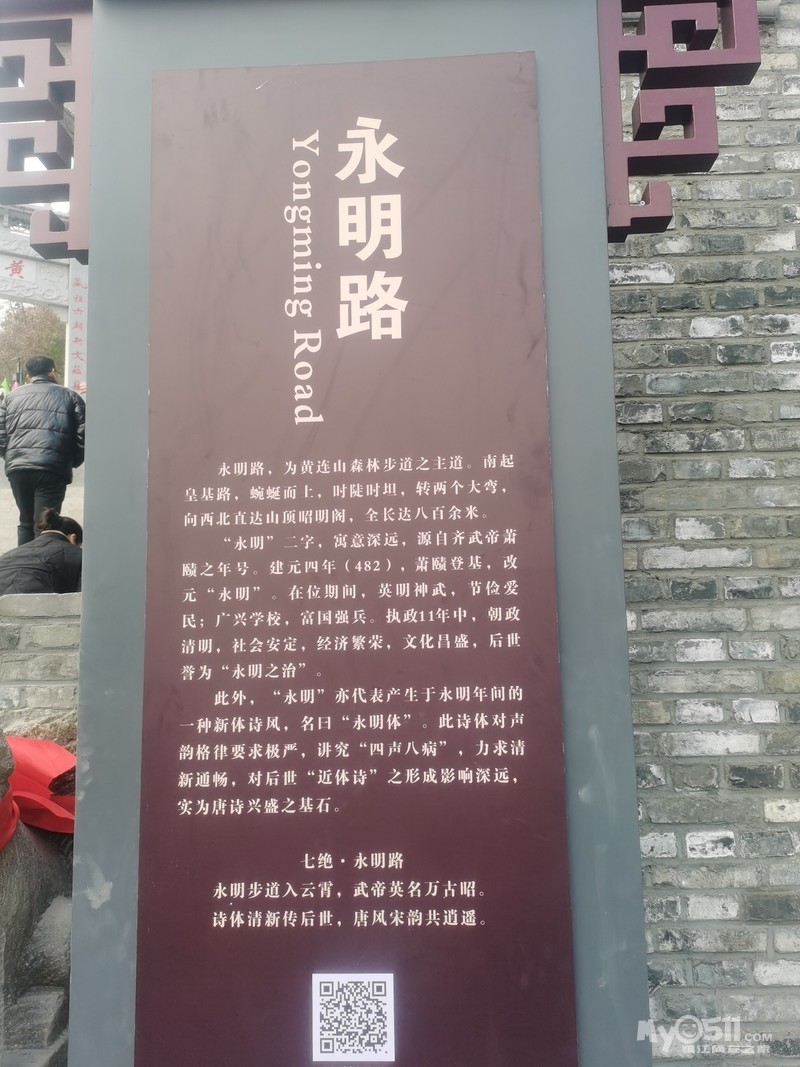 永明路
Yongming Road
永明路，为黄连山森林步道之主道。南起
皇基路，蜿蜒而上，时陡时坦，转两个大弯，
向西北直达山顶昭明阁，全长达八百余米。
“永明”二字，寓意深远，源自齐武帝萧
赜之年号。建元四年（482），萧赜登基，改
元“永明”。在位期间，英明神武，节俭爱
民；广兴学校，富国强兵。执政11年中，朝政
清明，社会安定，经济繁荣，文化昌盛，后世
誉为“永明之治”。
此外，“永明”亦代表产生于永明年间的
一种新体诗风，名曰“永明体”。此诗体对声
韵格律要求极严，讲究“四声八病”，力求清
新通畅，对后世“近体诗”之形成影响深远，
实为唐诗兴盛之基石。
七绝·永明路
永明步道入云霄，武帝英名万古昭。
诗体清新传后世，唐风宋韵共逍遥。
黄
My0511.COM